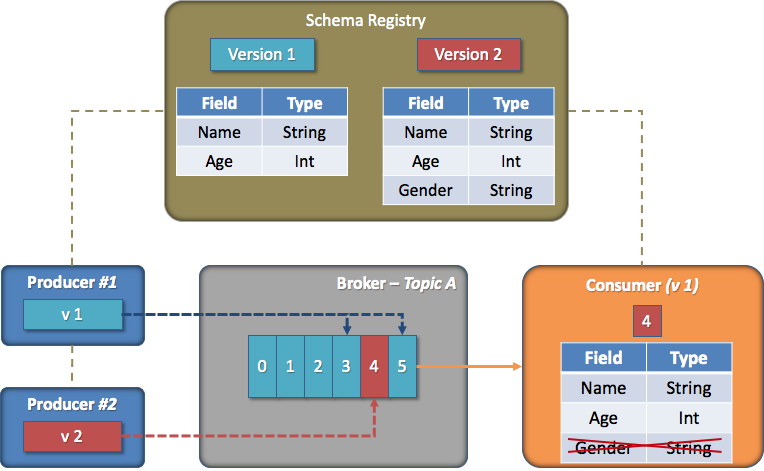 Schema Registry
Version 1
Version 2
Field Type
Name String
Age Int
Field Type
Name String
Age Int
Gender String
Producer #1
v 1
Producer #2
v 2
Broker – Topic A
0 1 2 3 4 5
Consumer (v 1)
4
Field Type
Name String
Age Int
Gender String